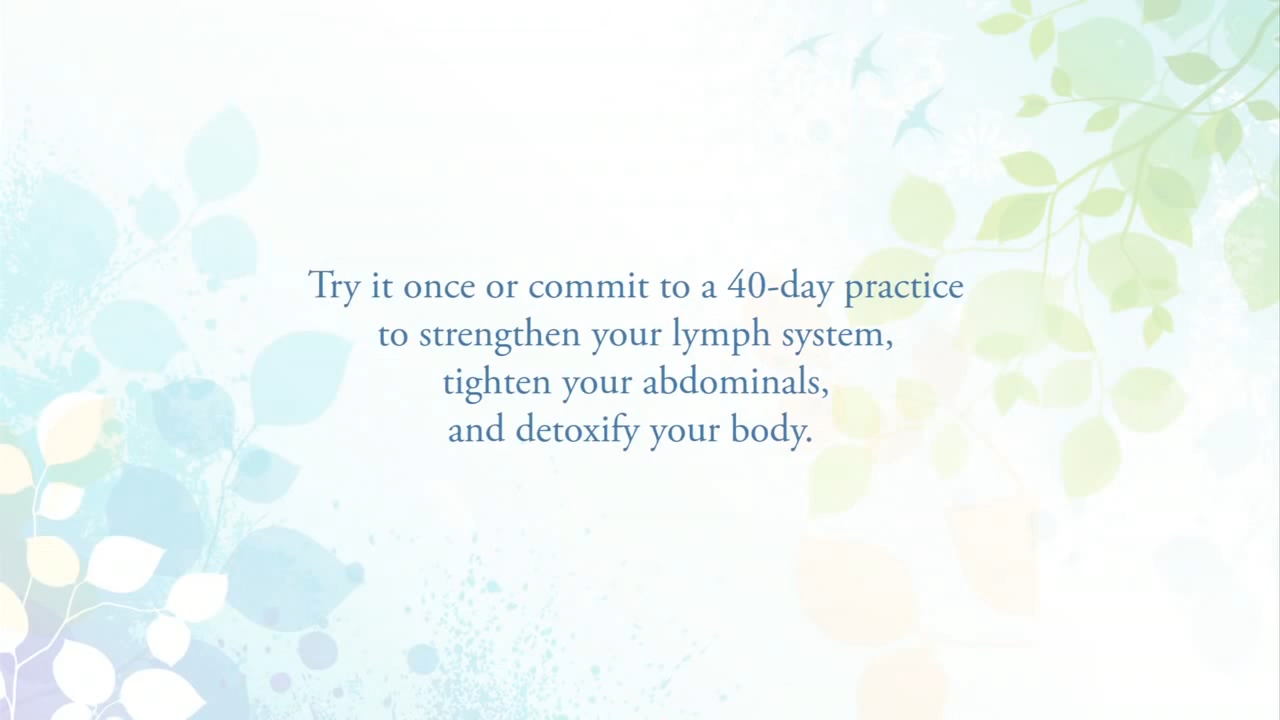 Try it once or commit to a 40-day practice
to strengthen your lymph system,
tighten your abdominals,
and detoxify your body.